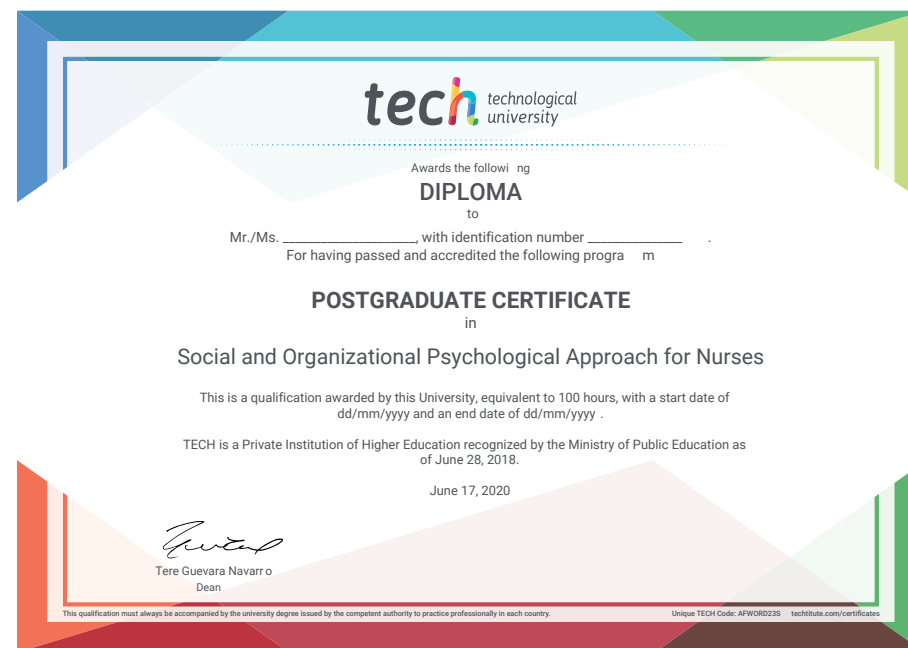 tech technological
university
Awards the followi ng
DIPLOMA
to
Mr./Ms. ____________________, with identification number ______________ .
For having passed and accredited the following progra m
POSTGRADUATE CERTIFICATE
in
Social and Organizational Psychological Approach for Nurses
This is a qualification awarded by this University, equivalent to 100 hours, with a start date of
dd/mm/yyyy and an end date of dd/mm/yyyy .
TECH is a Private Institution of Higher Education recognized by the Ministry of Public Education as
of June 28, 2018.
June 17, 2020
Tere Guevara Navarr o
Dean
This qualification must always be accompanied by the university degree issued by the competent authority to practice professionally in each country. Unique TECH Code: AFWORD23S techtitute.com/certificates